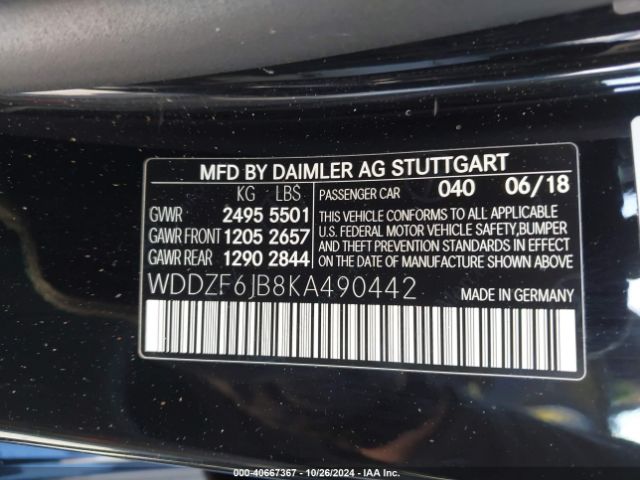 MFD BY DAIMLER AG STUTTGART
KG LBS
GVWR 2495 5501
GAWR FRONT 1205 2657
GAWR REAR 1290 2844
PASSENGER CAR 040 06/18
THIS VEHICLE CONFORMS TO ALL APPLICABLE
U.S. FEDERAL MOTOR VEHICLE SAFETY,BUMPER
AND THEFT PREVENTION STANDARDS IN EFFECT
ON THE DATE OF MANUFACTURE SHOWN ABOVE.
WDDZF6JB8KA490442 MADE IN GERMANY
000-40667367 - 10/26/2024 - IAA Inc.